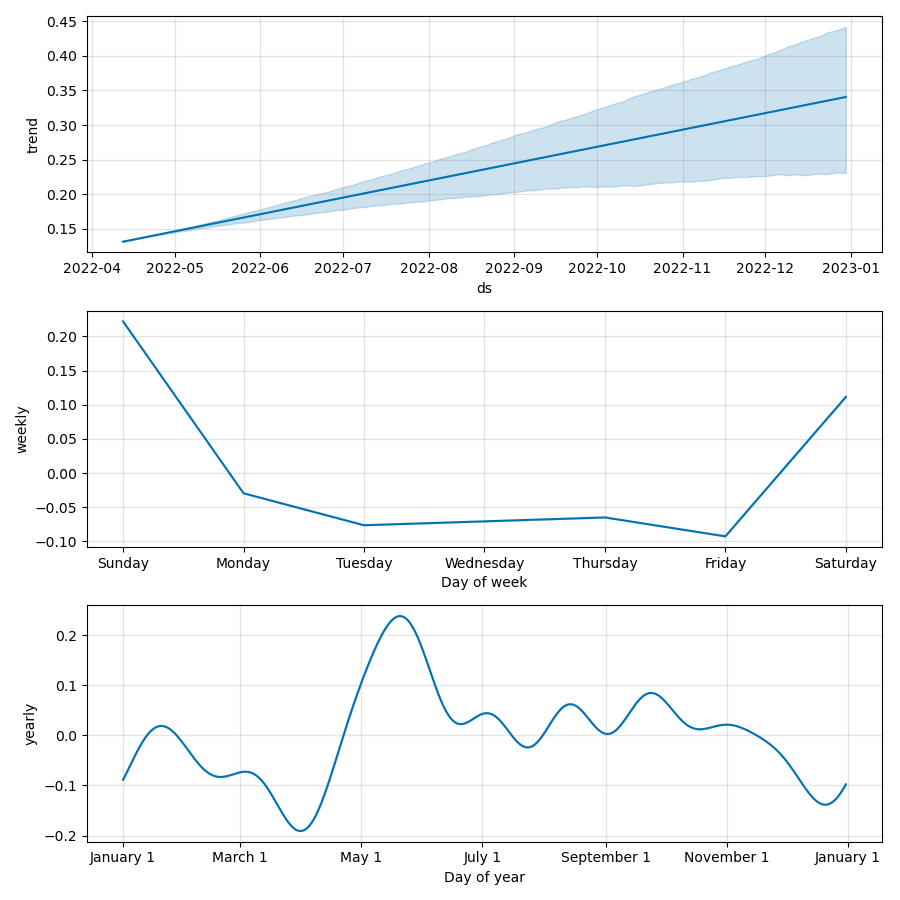 0.45
0.40
0.35
0.30
0.25
0.20
0.15
trend
2022-04 2022-05 2022-06 2022-07 2022-08 2022-09 2022-10 2022-11 2022-12 2023-01
ds
0.20
0.15
0.10
0.05
0.00
−0.05
−0.10
weekly
Sunday Monday Tuesday Wednesday Thursday Friday Saturday
Day of week
0.2
0.1
0.0
−0.1
−0.2
yearly
January 1 March 1 May 1 July 1 September 1 November 1 January 1
Day of year